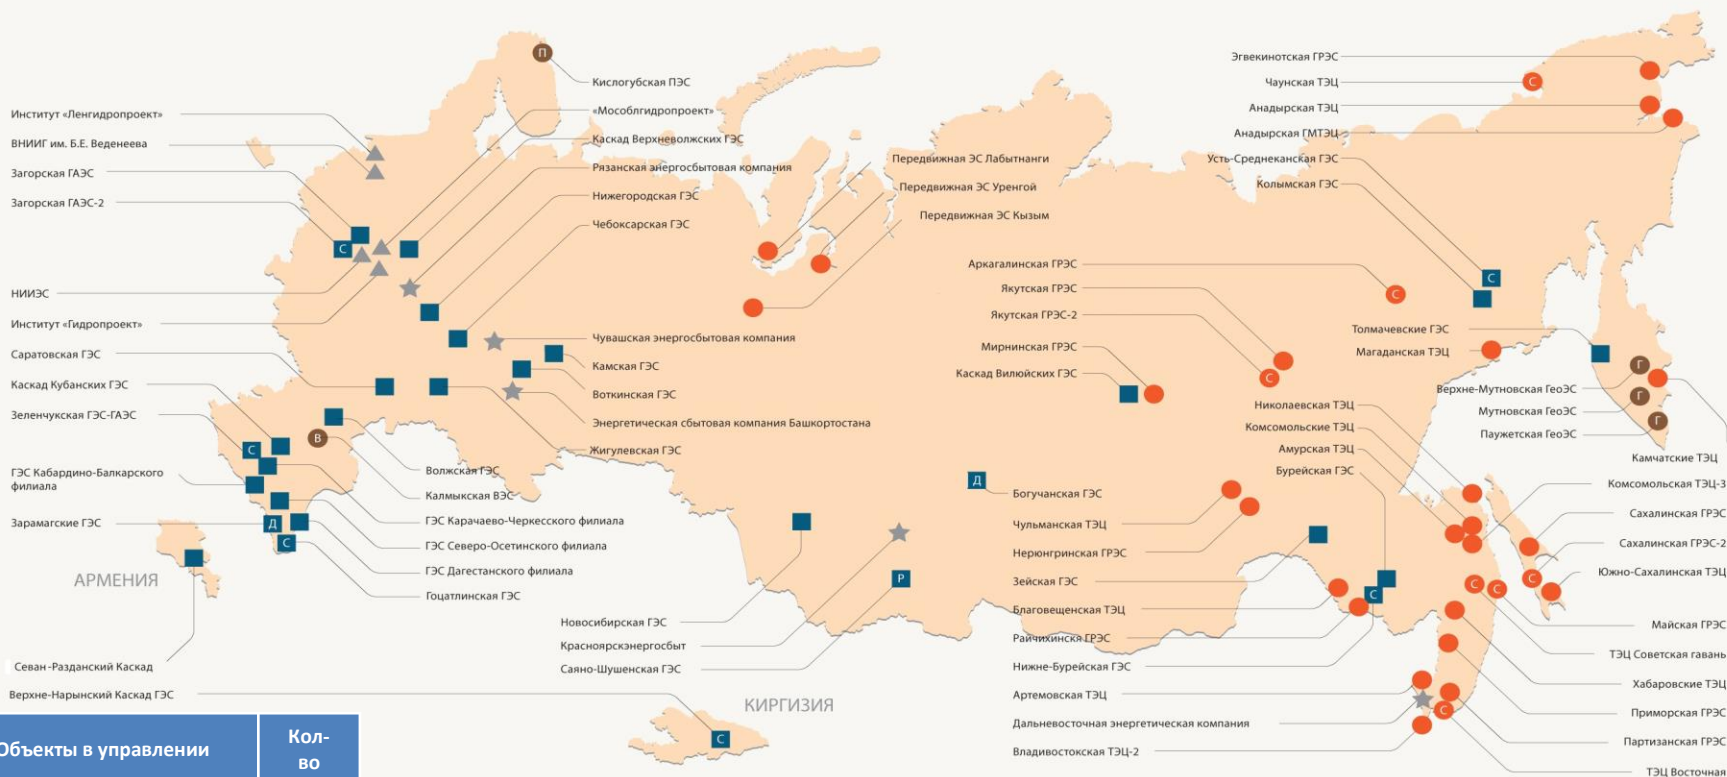 Кислогубская ПЭС
«Мособлгидропроект»
Каскад Верхневолжских ГЭС
Рязанская энергосбытовая компания
Нижегородская ГЭС
Чебоксарская ГЭС
Институт «Ленгидропроект»
ВНИИГ им. Б.Е. Веденеева
Загорская ГАЭС
Загорская ГАЭС-2
НИИЭС
Институт «Гидропроект»
Саратовская ГЭС
Каскад Кубанских ГЭС
Зеленчукская ГЭС-ГАЭС
ГЭС Кабардино-Балкарского
филиала
Зарамагские ГЭС
АРМЕНИЯ
Севан-Разданский Каскад
Верхне-Нарынский Каскад ГЭС
Передвижная ЭС Лабытнанги
Передвижная ЭС Уренгой
Передвижная ЭС Кызым
Чувашская энергосбытовая компания
Камская ГЭС
Воткинская ГЭС
Энергетическая сбытовая компания Башкортостана
Жигулевская ГЭС
Волжская ГЭС
Калмыкская ВЭС
ГЭС Карачаево-Черкесского филиала
ГЭС Северо-Осетинского филиала
ГЭС Дагестанского филиала
Гоцатлинская ГЭС
Новосибирская ГЭС
Красноярскэнергосбыт
Саяно-Шушенская ГЭС
КИРГИЗИЯ
Эгвекинотская ГРЭС
Чаунская ТЭЦ
Анадырская ТЭЦ
Анадырская ГМТЭЦ
Усть-Среднеканская ГЭС
Колымская ГЭС
Аркагалинская ГРЭС
Якутская ГРЭС
Якутская ГРЭС-2
Мирнинская ГРЭС
Каскад Вилюйских ГЭС
Толмачевские ГЭС
Магаданская ТЭЦ
Верхне-Мутновская ГеоЭС
Мутновская ГеоЭС
Паужетская ГеоЭС
Камчатские ТЭЦ
Николаевская ТЭЦ
Комсомольские ТЭЦ
Амурская ТЭЦ
Бурейская ГЭС
Богучанская ГЭС
Чульманская ТЭЦ
Нерюнгринская ГРЭС
Зейская ГЭС
Благовещенская ТЭЦ
Райчихинск ГРЭС
Нижне-Бурейская ГЭС
Артемовская ТЭЦ
Дальневосточная энергетическая компания
Владивостокская ТЭЦ-2
Комсомольская ТЭЦ-3
Сахалинская ГРЭС
Сахалинская ГРЭС-2
Южно-Сахалинская ТЭЦ
Майская ГРЭС
ТЭЦ Советская гавань
Хабаровские ТЭЦ
Приморская ГРЭС
Партизанская ГРЭС
ТЭЦ Восточная
П
С
С
В
Д
С
С
Д
Р
С
С
С
С
Г
Г
Г
С
С
С
С
Объекты в управлении
Кол-
во